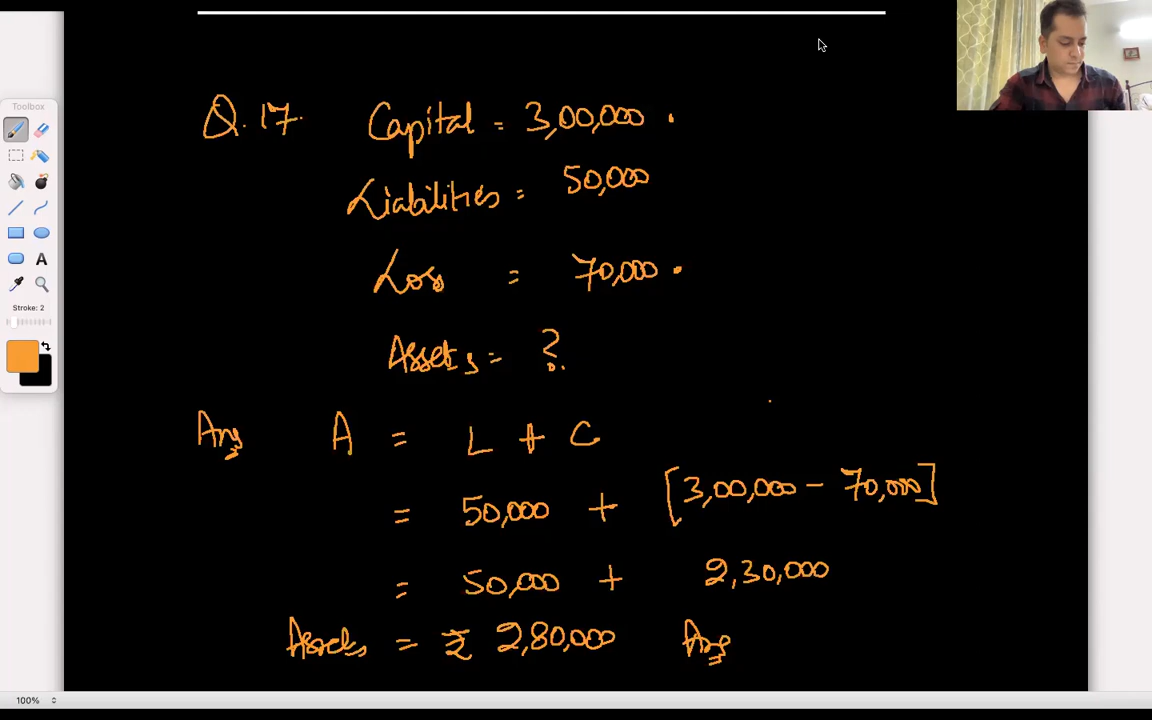 Toolbox
A
Stroke: 2
Q.17. Capital = 3,00,000 .
Liabilities = 50,000
Loss = 70,000 .
Assets = ?
Ans A = L + C
= 50,000 + [3,00,000 - 70,000]
= 50,000 + 2,30,000
Assets = ₹ 2,80,000 Ans
100%